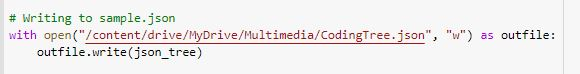 # Writing to sample.json
with open("/content/drive/MyDrive/Multimedia/CodingTree.json", "w") as outfile:
    outfile.write(json_tree)